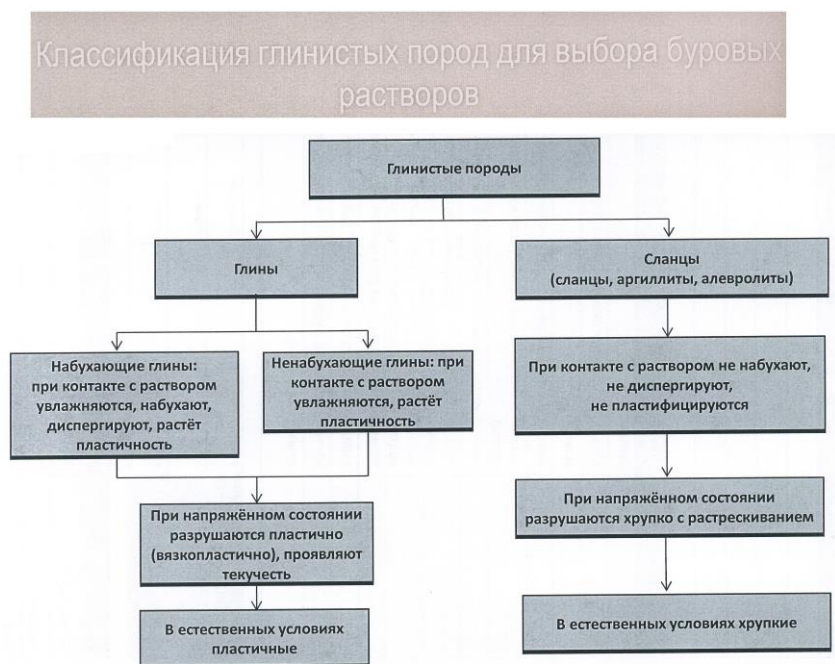 Классификация глинистых пород для выбора буровых
растворов
Глинистые породы
Глины
Сланцы
(сланцы, аргиллиты, алевролиты)
Набухающие глины:
при контакте с раствором
увлажняются, набухают,
диспергируют, растёт
пластичность
Ненабухающие глины: при
контакте с раствором
увлажняются, растёт
пластичность
При контакте с раствором не набухают,
не диспергируют,
не пластифицируются
При напряжённом состоянии
разрушаются пластично
(вязкопластично), проявляют
текучесть
При напряжённом состоянии
разрушаются хрупко с растрескиванием
В естественных условиях
пластичные
В естественных условиях хрупкие